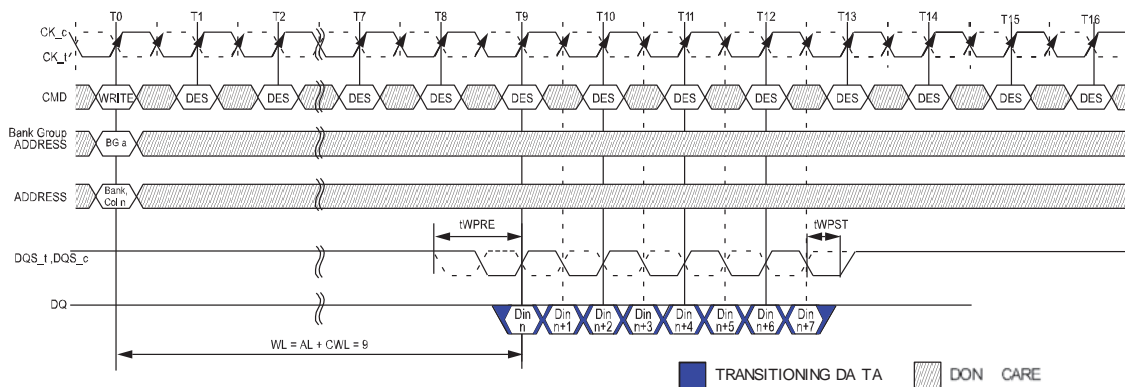 T0 T1 T2 T7 T8 T9 T10 T11 T12 T13 T14 T15 T16
CK_c
CK_t
CMD WRITE DES DES DES DES DES DES DES DES DES DES DES DES
Bank Group
ADDRESS
BG a
ADDRESS
Bank,
Col n
tWPRE tWPST
DQS_t ,DQS_c
DQ
Din Din Din Din Din Din Din Din
n n+1 n+2 n+3 n+4 n+5 n+6 n+7
WL = AL + CWL = 9
TRANSITIONING DA TA DON CARE